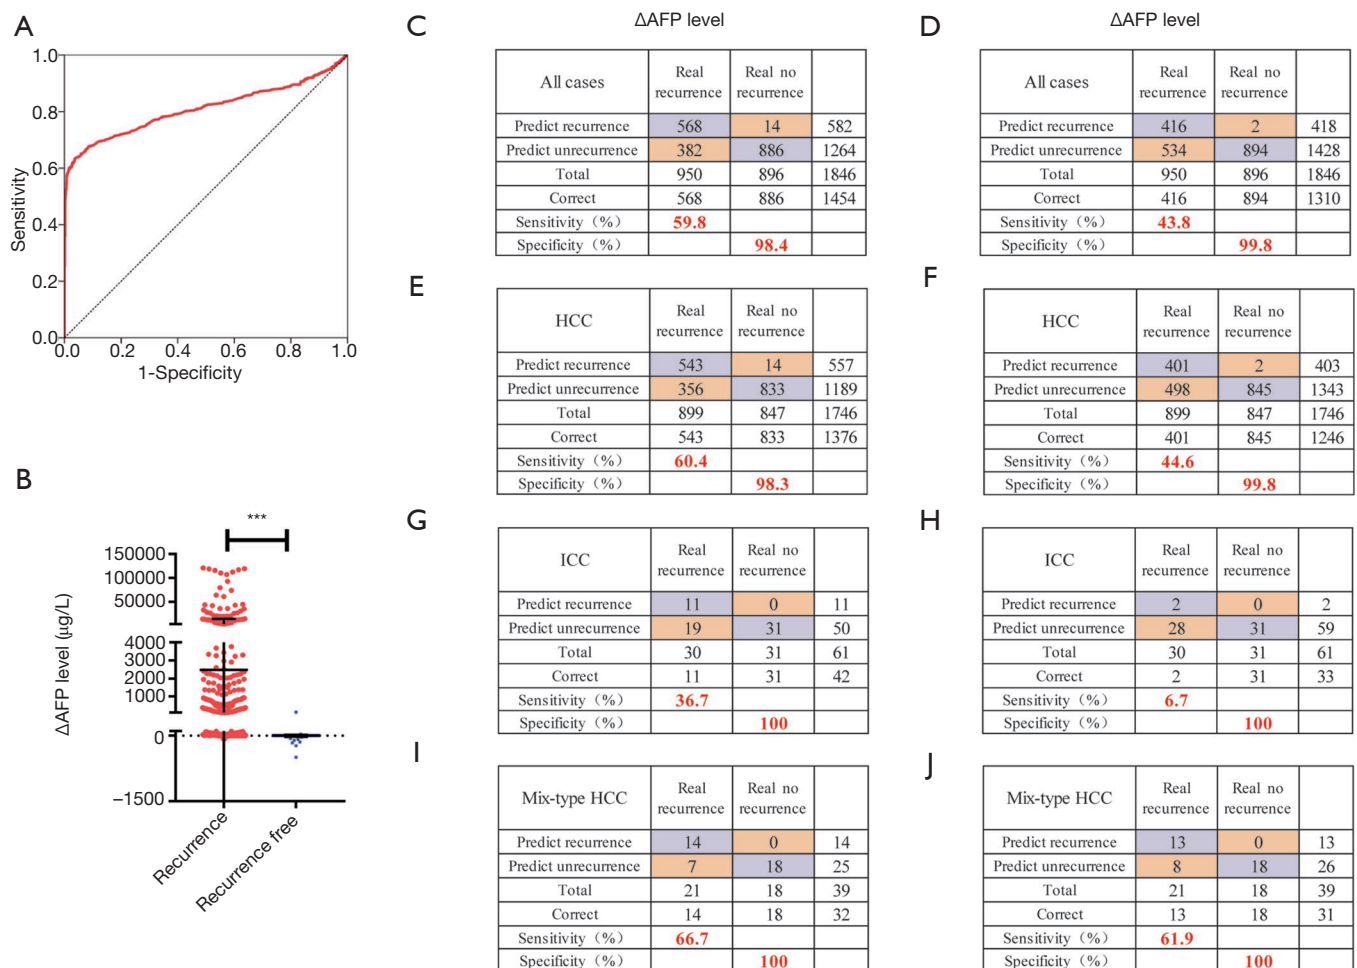 A
1.0
0.8
0.6
0.4
0.2
0.0
0.0 0.2 0.4 0.6 0.8 1.0
Sensitivity
1-Specificity
B
***
150000
100000
50000
4000
3000
2000
1000
0
−1500
ΔAFP level (μg/L)
Recurrence
Recurrence free
C
ΔAFP level
All cases Real recurrence Real no recurrence
Predict recurrence 568 14 582
Predict unrecurrence 382 886 1264
Total 950 896 1846
Correct 568 886 1454
Sensitivity（%） 59.8
Specificity（%） 98.4
D
ΔAFP level
All cases Real recurrence Real no recurrence
Predict recurrence 416 2 418
Predict unrecurrence 534 894 1428
Total 950 896 1846
Correct 416 894 1310
Sensitivity（%） 43.8
Specificity（%） 99.8
E
HCC Real recurrence Real no recurrence
Predict recurrence 543 14 557
Predict unrecurrence 356 833 1189
Total 899 847 1746
Correct 543 833 1376
Sensitivity（%） 60.4
Specificity（%） 98.3
F
HCC Real recurrence Real no recurrence
Predict recurrence 401 2 403
Predict unrecurrence 498 845 1343
Total 899 847 1746
Correct 401 845 1246
Sensitivity（%） 44.6
Specificity（%） 99.8
G
ICC Real recurrence Real no recurrence
Predict recurrence 11 0 11
Predict unrecurrence 19 31 50
Total 30 31 61
Correct 11 31 42
Sensitivity（%） 36.7
Specificity（%） 100
H
ICC Real recurrence Real no recurrence
Predict recurrence 2 0 2
Predict unrecurrence 28 31 59
Total 30 31 61
Correct 2 31 33
Sensitivity（%） 6.7
Specificity（%） 100
I
Mix-type HCC Real recurrence Real no recurrence
Predict recurrence 14 0 14
Predict unrecurrence 7 18 25
Total 21 18 39
Correct 14 18 32
Sensitivity（%） 66.7
Specificity（%） 100
J
Mix-type HCC Real recurrence Real no recurrence
Predict recurrence 13 0 13
Predict unrecurrence 8 18 26
Total 21 18 39
Correct 13 18 31
Sensitivity（%） 61.9
Specificity（%） 100